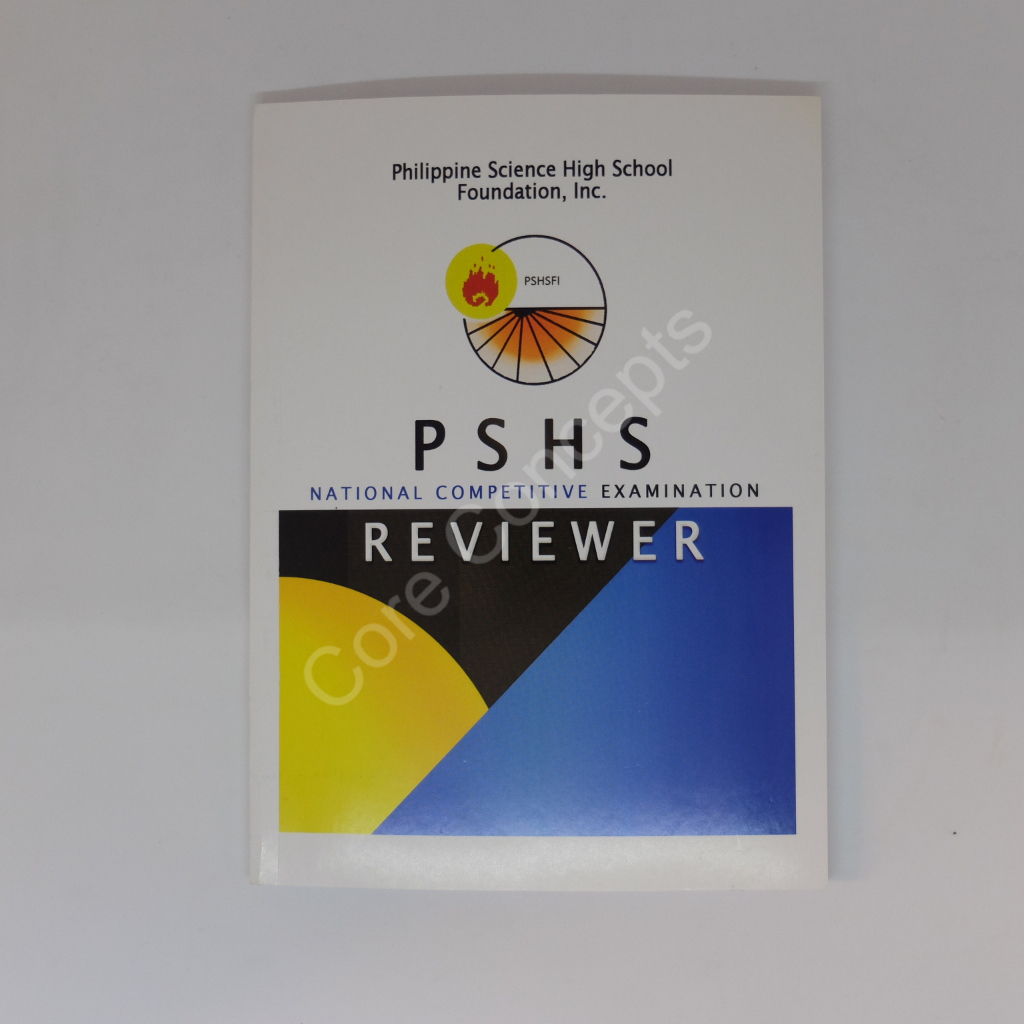 Philippine Science High School
Foundation, Inc.
PSHSFI
PSHS
NATIONAL COMPETITIVE EXAMINATION
REVIEWER
Core Concepts